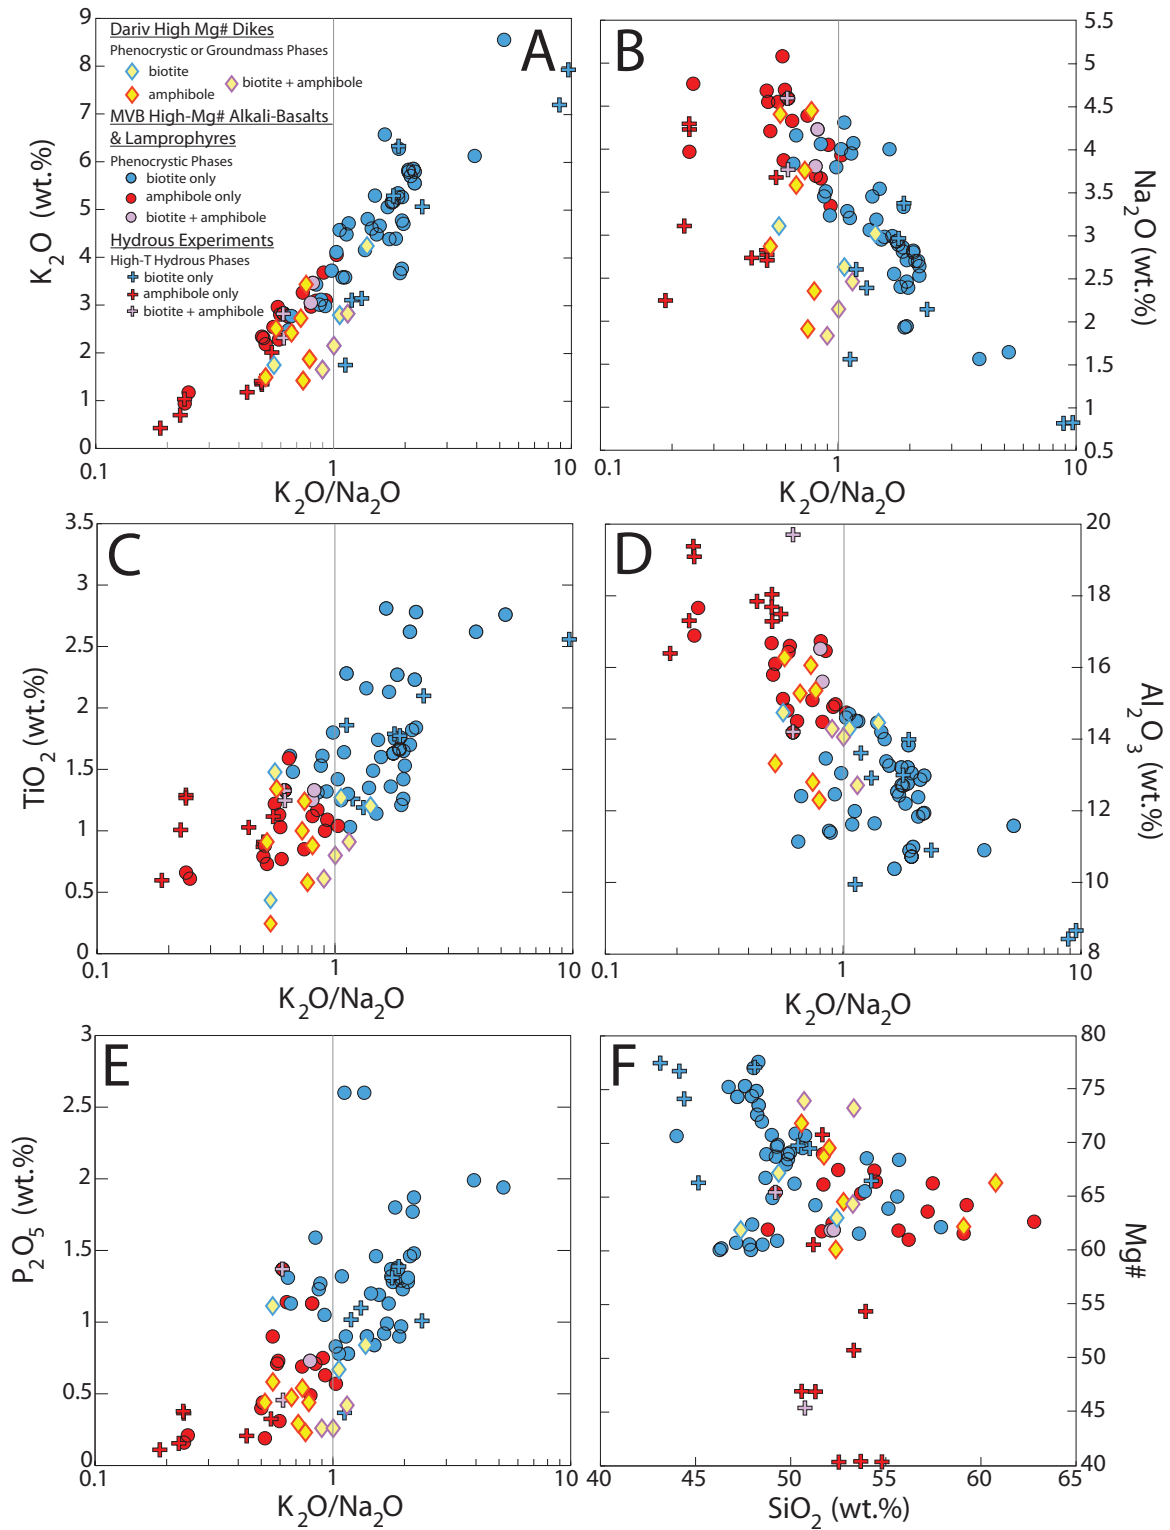 A
9
8
7
6
5
4
3
2
1
0
K2O (wt.%)
Dariv High Mg# Dikes
Phenocrystic or Groundmass Phases
biotite
biotite + amphibole
amphibole
MVB High-Mg# Alkali-Basalts
& Lamprophyres
Phenocrystic Phases
biotite only
amphibole only
biotite + amphibole
Hydrous Experiments
High-T Hydrous Phases
biotite only
amphibole only
biotite + amphibole
0.1 1 10
K2O/Na2O
B
5.5
5
4.5
4
3.5
3
2.5
2
1.5
1
0.5
Na2O (wt.%)
0.1 1 10
K2O/Na2O
C
3.5
3
2.5
2
1.5
1
0.5
0
TiO2 (wt.%)
0.1 1 10
K2O/Na2O
D
20
18
16
14
12
10
8
Al2O3 (wt.%)
0.1 1 10
K2O/Na2O
E
3
2.5
2
1.5
1
0.5
0
P2O5 (wt.%)
0.1 1 10
K2O/Na2O
F
80
75
70
65
60
55
50
45
40
Mg#
40 45 50 55 60 65
SiO2 (wt.%)